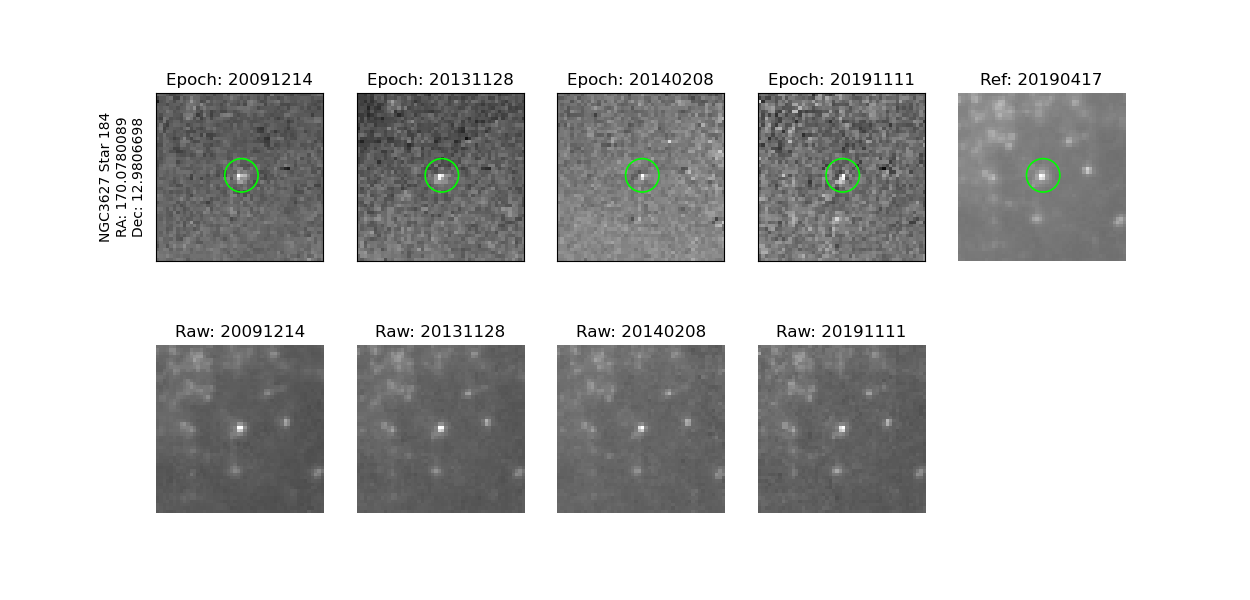 Epoch: 20091214
Epoch: 20131128
Epoch: 20140208
Epoch: 20191111
Ref: 20190417
NGC3627 Star 184
RA: 170.0780089
Dec: 12.9806698
Raw: 20091214
Raw: 20131128
Raw: 20140208
Raw: 20191111